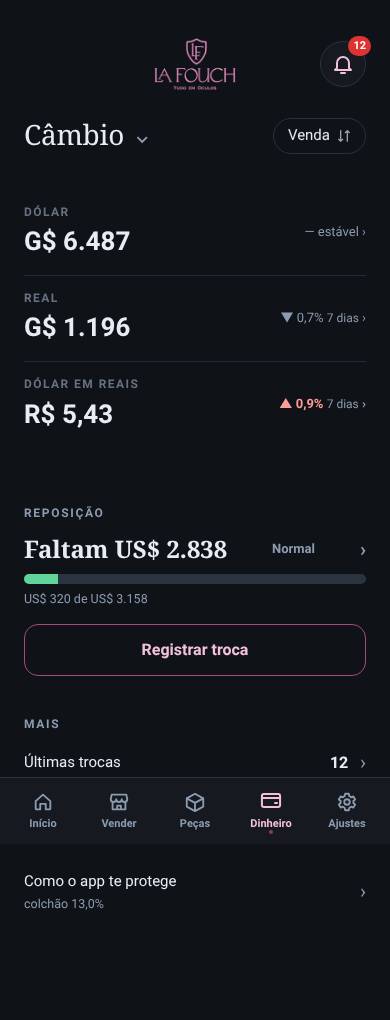 LF
LA FOUCH
Tudo em Óculos
12
Câmbio
Venda
DÓLAR
G$ 6.487
— estável ›
REAL
G$ 1.196
▼ 0,7% 7 dias ›
DÓLAR EM REAIS
R$ 5,43
▲ 0,9% 7 dias ›
REPOSIÇÃO
Faltam US$ 2.838
Normal ›
US$ 320 de US$ 3.158
Registrar troca
MAIS
Últimas trocas
12 ›
Início
Vender
Peças
Dinheiro
Ajustes
Como o app te protege
colchão 13,0%
›